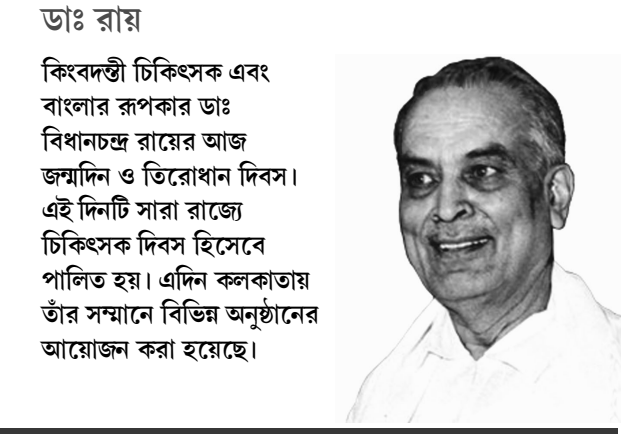 ডাঃ রায়
কিংবদন্তী চিকিৎসক এবং
বাংলার রূপকার ডাঃ
বিধানচন্দ্র রায়ের আজ
জন্মদিন ও তিরোধান দিবস।
এই দিনটি সারা রাজ্যে
চিকিৎসক দিবস হিসেবে
পালিত হয়। এদিন কলকাতায়
তাঁর সম্মানে বিভিন্ন অনুষ্ঠানের
আয়োজন করা হয়েছে।